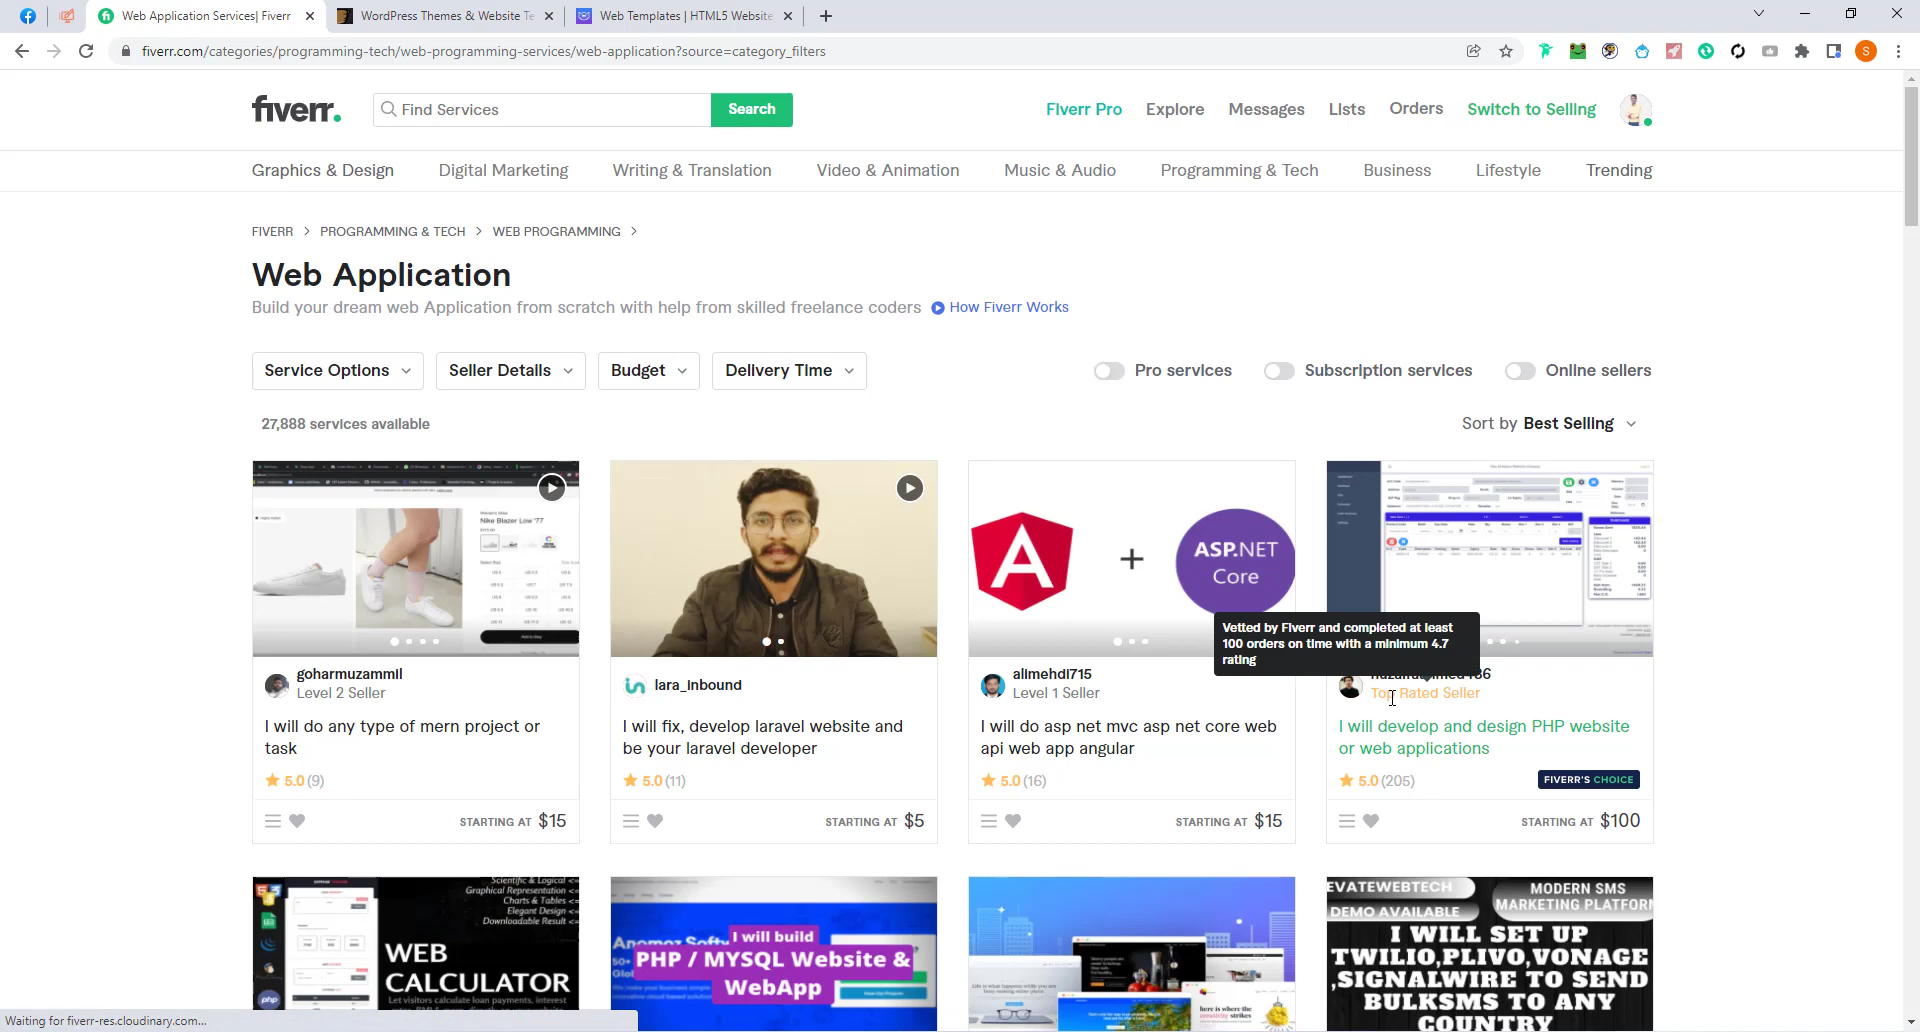 Web Application Services| Fiverr
WordPress Themes & Website Te
Web Templates | HTML5 Website
fiverr.com/categories/programming-tech/web-programming-services/web-application?source=category_filters
S
fiverr.
Find Services
Search
Fiverr Pro
Explore
Messages
Lists
Orders
Switch to Selling
Graphics & Design
Digital Marketing
Writing & Translation
Video & Animation
Music & Audio
Programming & Tech
Business
Lifestyle
Trending
FIVERR > PROGRAMMING & TECH > WEB PROGRAMMING >
Web Application
Build your dream web Application from scratch with help from skilled freelance coders
How Fiverr Works
Service Options
Seller Details
Budget
Delivery Time
Pro services
Subscription services
Online sellers
27,888 services available
Sort by Best Selling
Nike Blazer Low '77
goharmuzammil
Level 2 Seller
I will do any type of mern project or
task
5.0 (9)
STARTING AT $15
lara_inbound
I will fix, develop laravel website and
be your laravel developer
5.0 (11)
STARTING AT $5
A
+
ASP.NET
Core
alimehdi715
Level 1 Seller
I will do asp net mvc asp net core web
api web app angular
5.0 (16)
STARTING AT $15
Vetted by Fiverr and completed at least
100 orders on time with a minimum 4.7
rating
Top Rated Seller
I will develop and design PHP website
or web applications
5.0 (205)
FIVERR'S CHOICE
STARTING AT $100
Scientific & Logical <=
Graphical Representation <=
Charts & Tables <=
Elegant Design <=
Downloadable Result <=
WEB
CALCULATOR
Let visitors calculate loan payments, interest
php
I will build
PHP / MYSQL Website &
WebApp
here is where the
creativity strikes
EVATEWEBTECH
DEMO AVAILABLE
MODERN SMS
MARKETING PLATFORM
I WILL SET UP
TWILIO,PLIVO,VONAGE
,SIGNALWIRE TO SEND
BULKSMS TO ANY
COUNTRY
Waiting for fiverr-res.cloudinary.com...